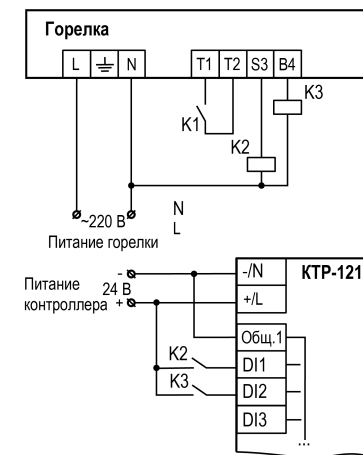 Горелка
L N T1 T2 S3 B4
K3
K1
K2
~220 В
N
L
Питание горелки
-/N КТР-121
Питание - 24 В
контроллера +
+/L
Общ.1
K2 DI1
K3 DI2
DI3
...